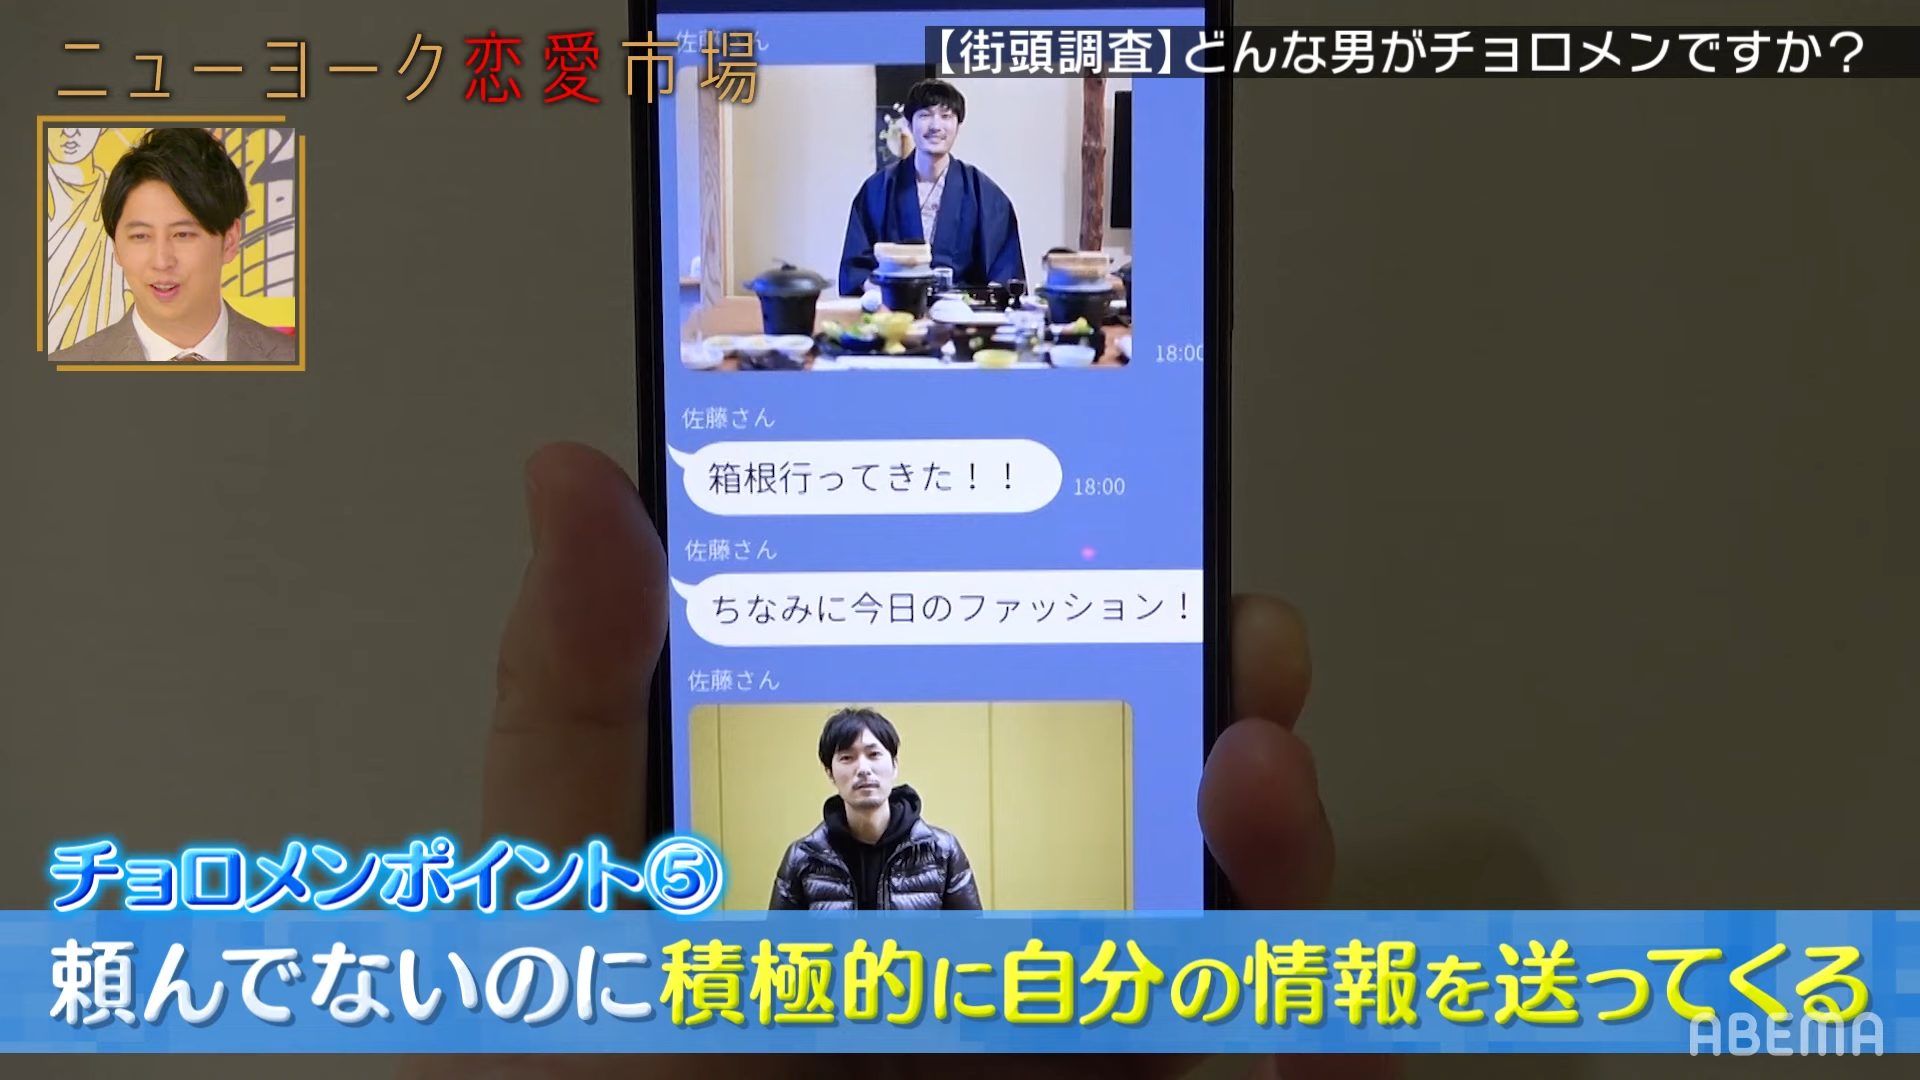 ニューヨーク恋愛市場
【街頭調査】どんな男がチョロメンですか?
佐藤さん
18:00
佐藤さん
箱根行ってきた!!
18:00
佐藤さん
ちなみに今日のファッション!
佐藤さん
チョロメンポイント⑤
頼んでないのに積極的に自分の情報を送ってくる
ABEMA